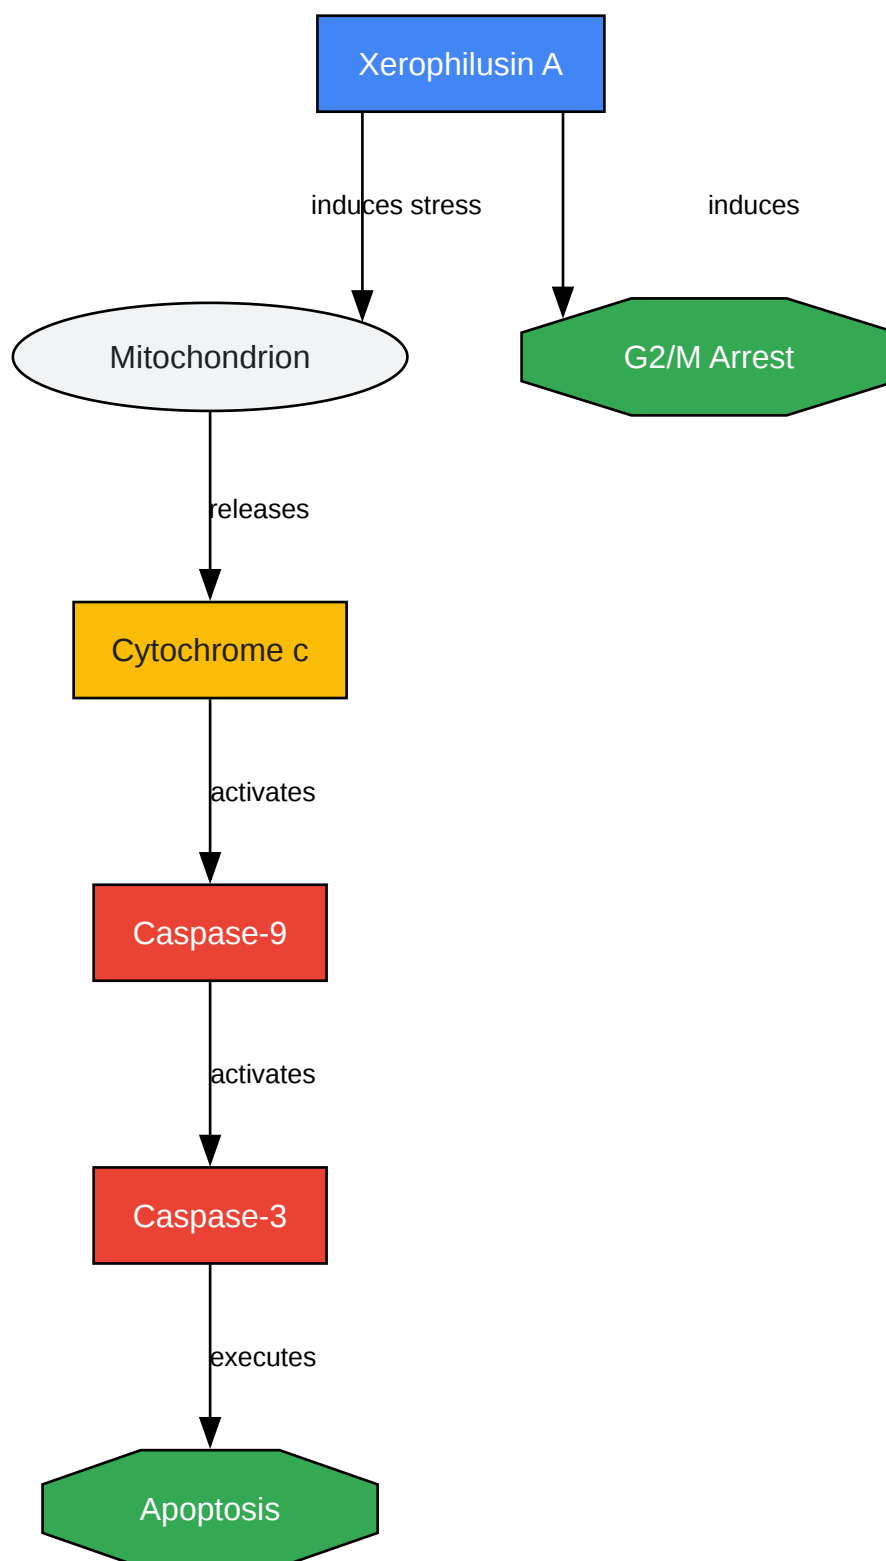 Xerophilusin A
induces stress
induces
Mitochondrion
G2/M Arrest
releases
Cytochrome c
activates
Caspase-9
activates
Caspase-3
executes
Apoptosis